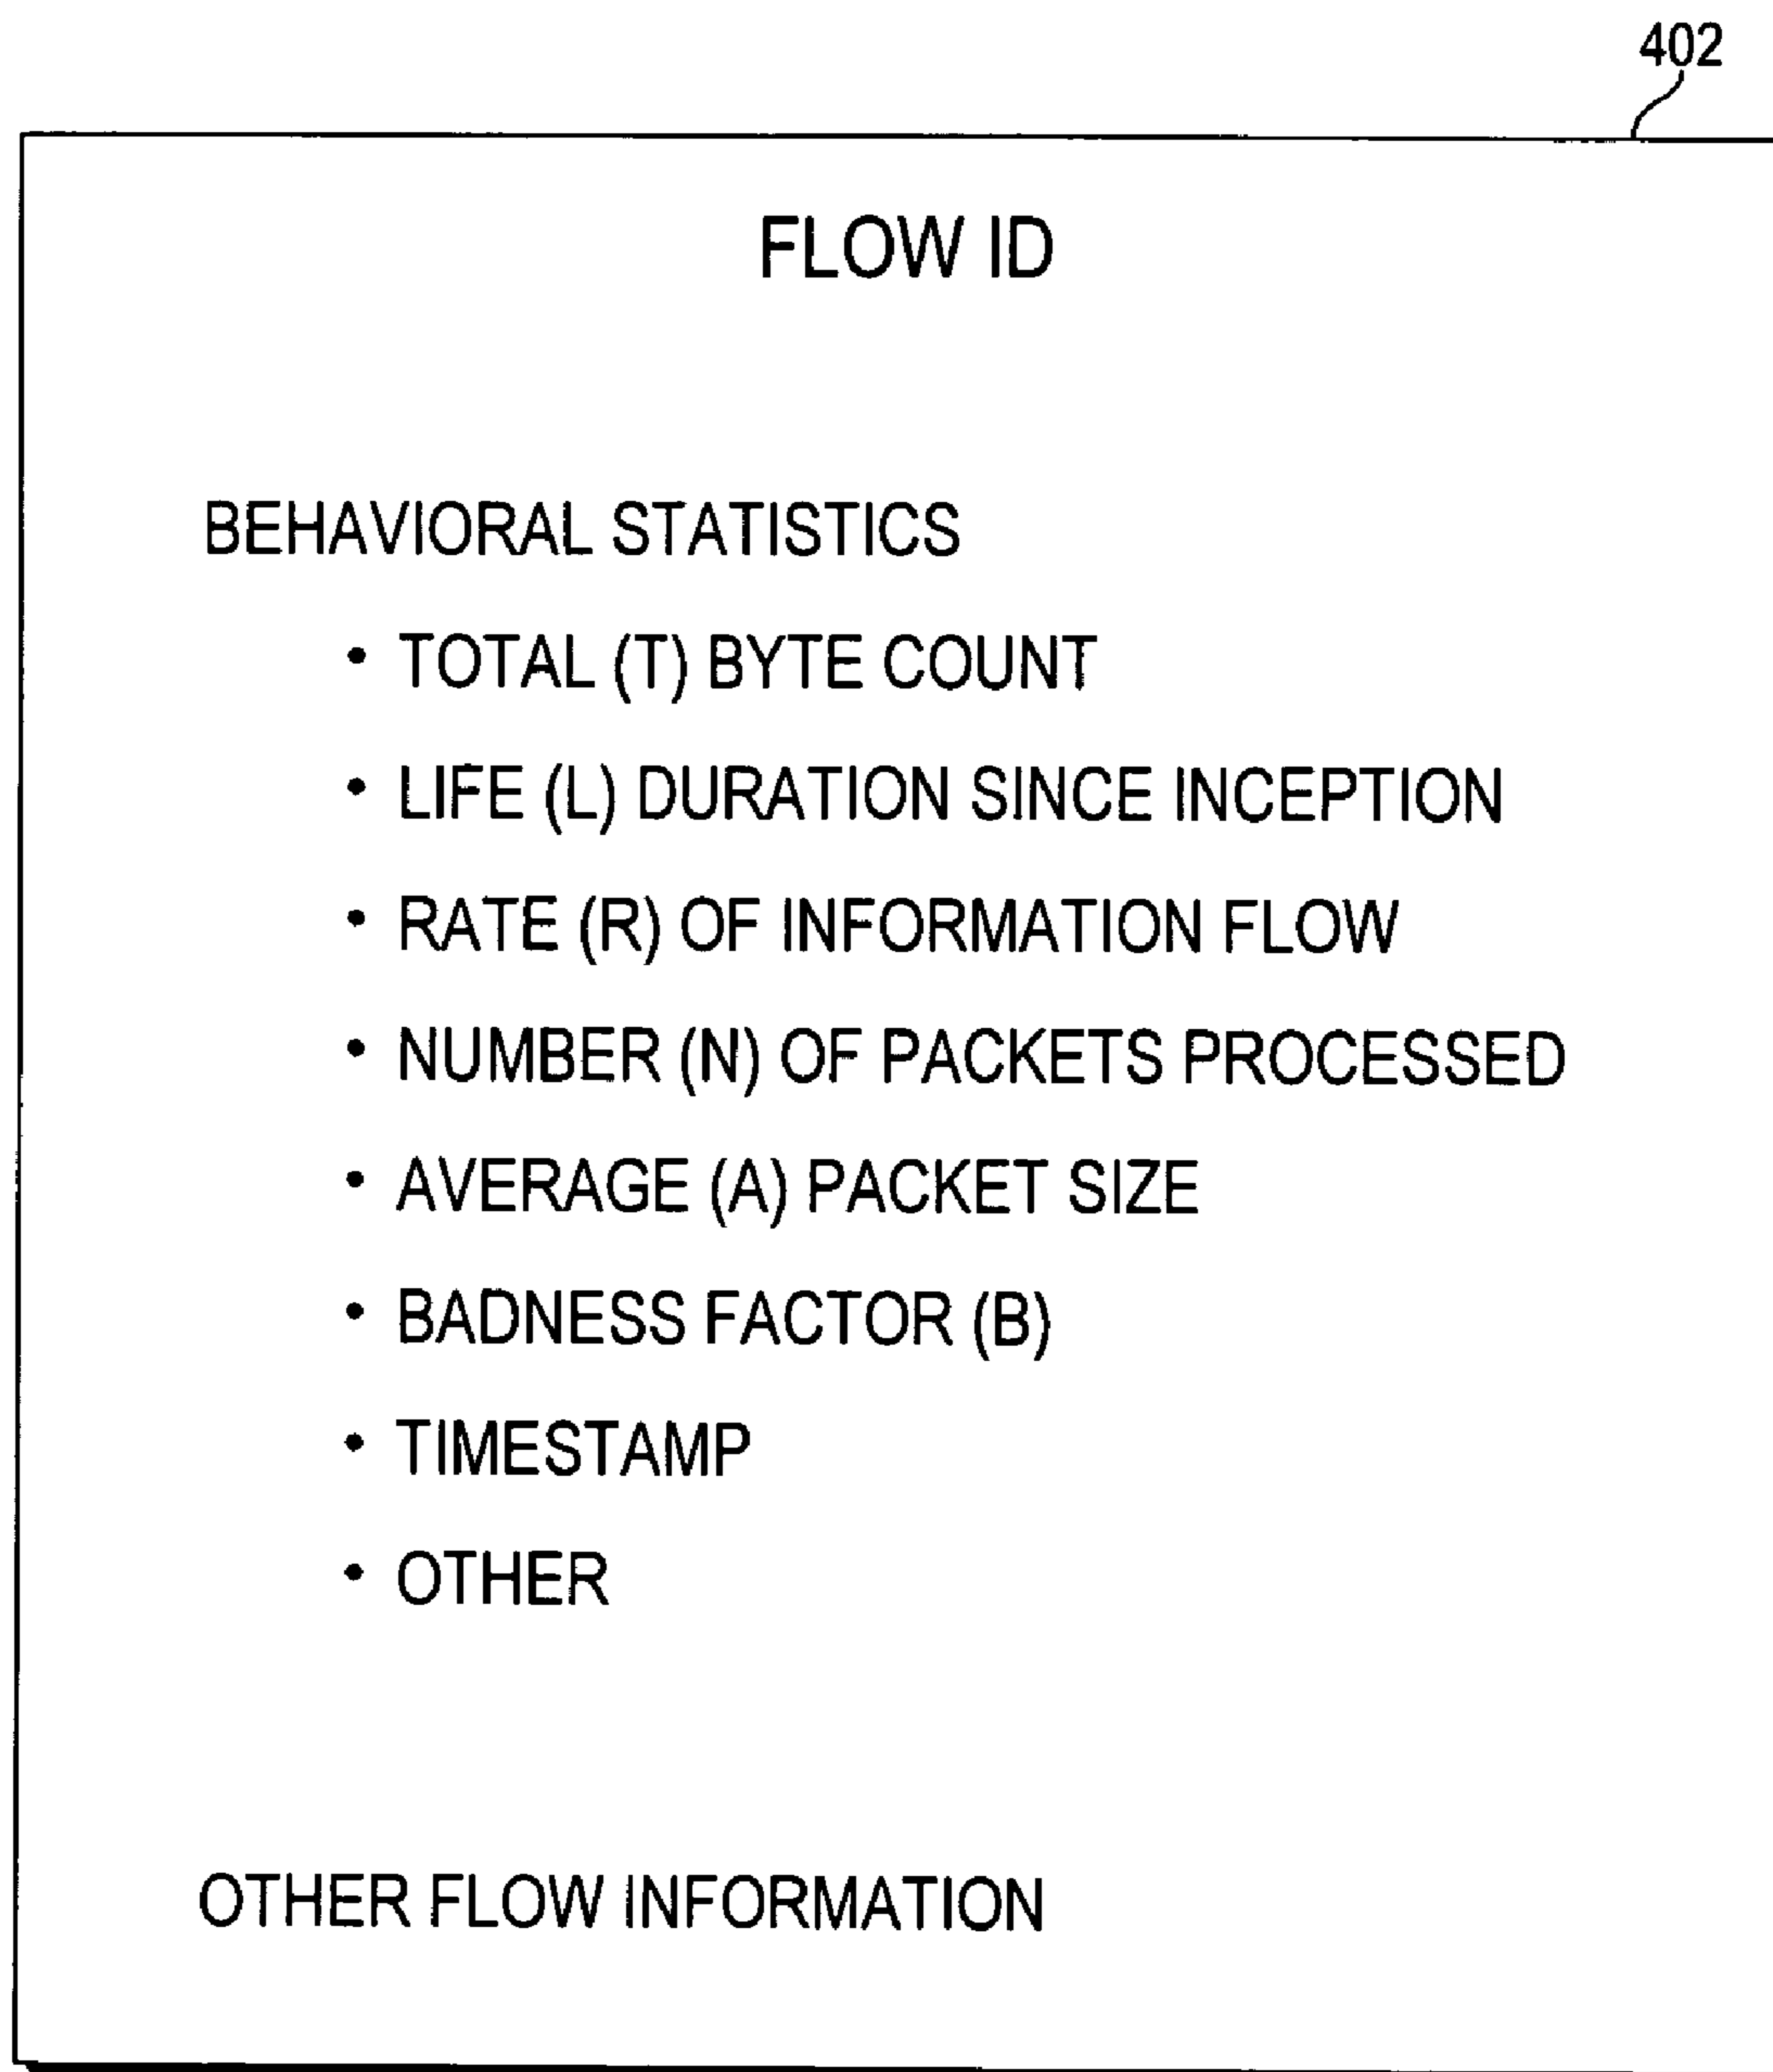 402
FLOW ID
BEHAVIORAL STATISTICS
• TOTAL (T) BYTE COUNT
• LIFE (L) DURATION SINCE INCEPTION
• RATE (R) OF INFORMATION FLOW
• NUMBER (N) OF PACKETS PROCESSED
• AVERAGE (A) PACKET SIZE
• BADNESS FACTOR (B)
• TIMESTAMP
• OTHER
OTHER FLOW INFORMATION